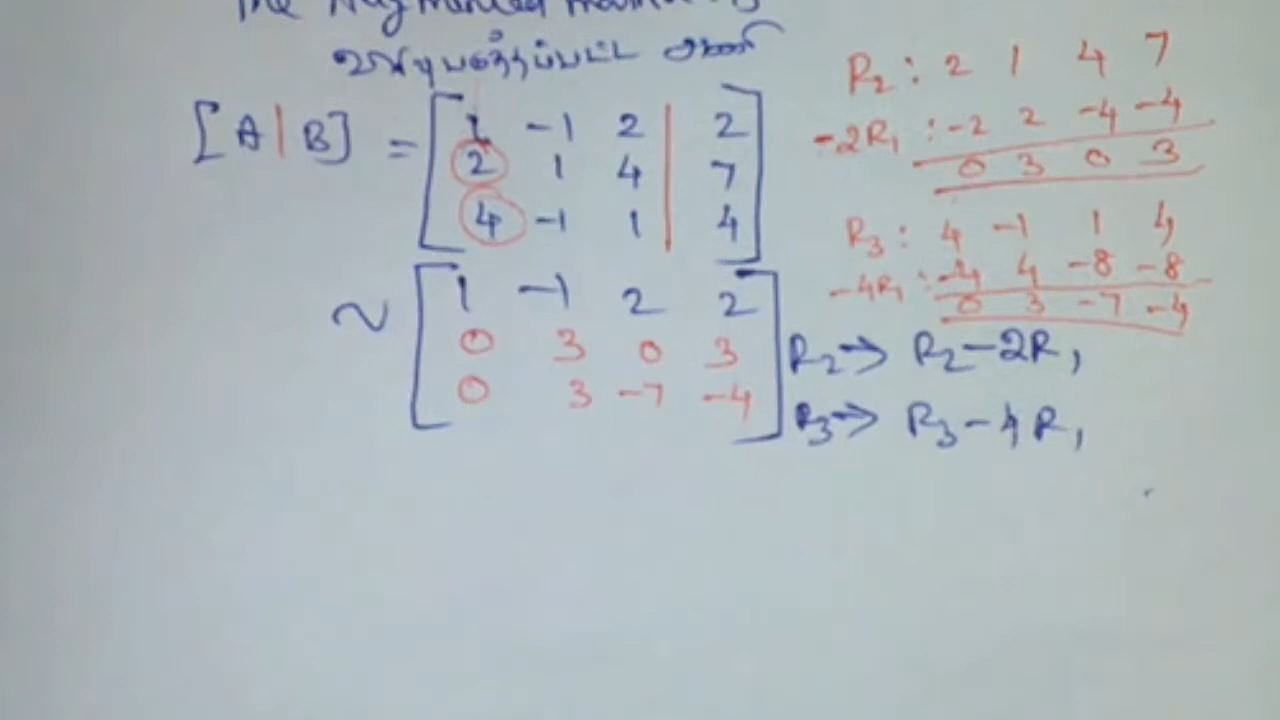 The Augmented
[A|B] = [ 1 -1 2 | 2
2 1 4 | 7
4 -1 1 | 4 ]
~ [ 1 -1 2 2
0 3 0 3
0 3 -7 -4 ]
R₂ : 2 1 4 7
-2R₁ : -2 2 -4 -4
0 3 0 3
R₃ : 4 -1 1 4
-4R₁ : -4 4 -8 -8
0 3 -7 -4
R₂ → R₂ - 2R₁
R₃ → R₃ - 4R₁